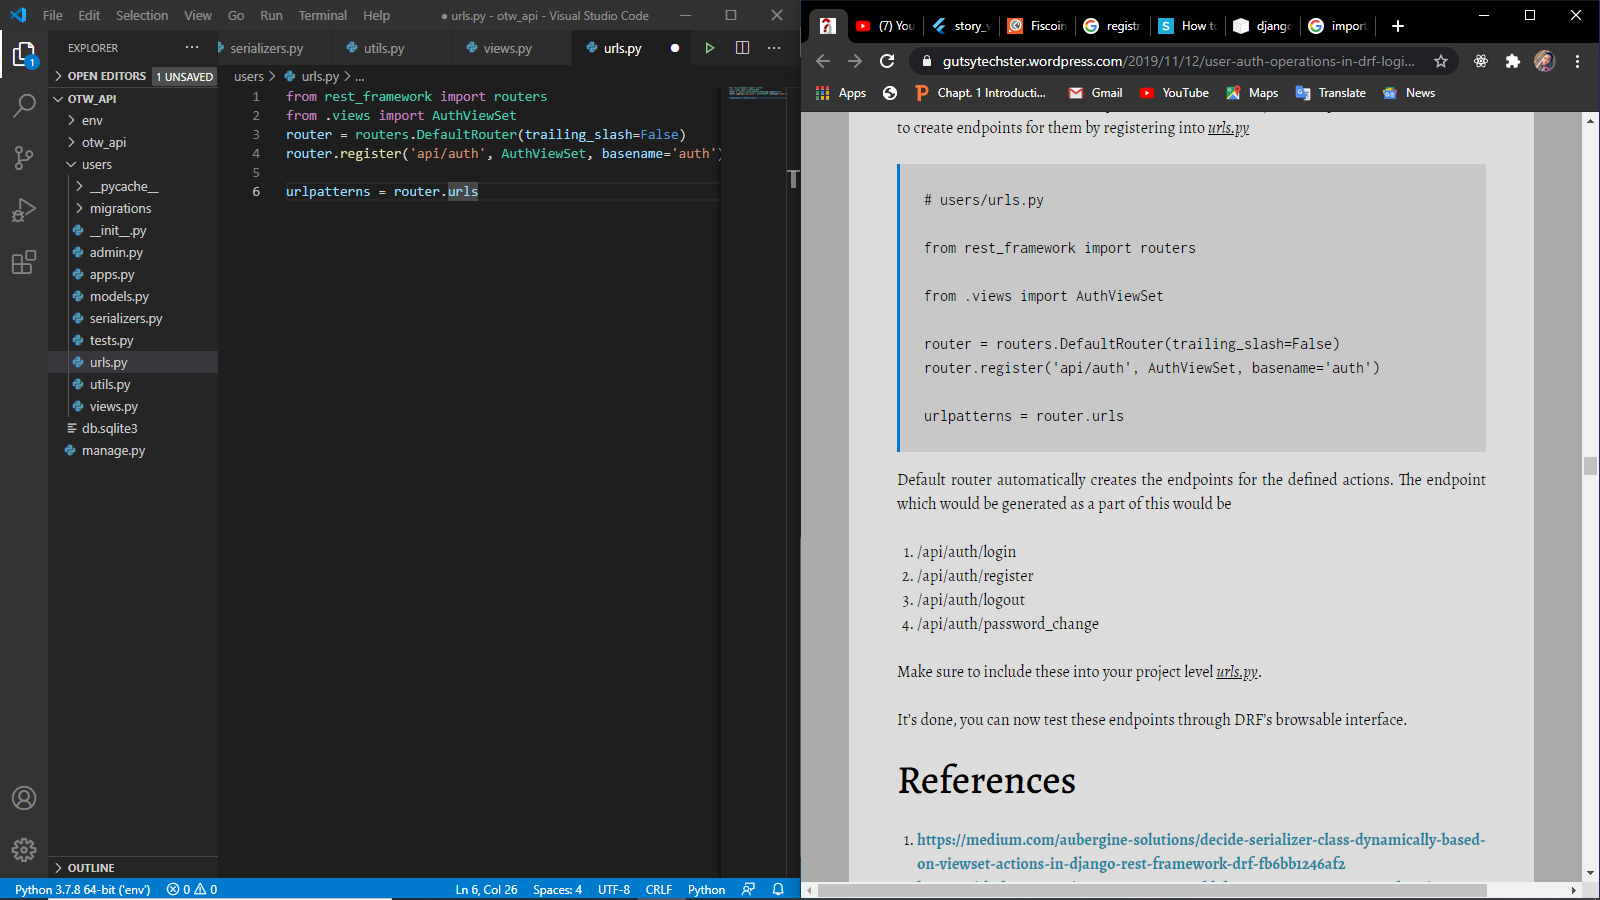 File Edit Selection View Go Run Terminal Help ● urls.py - otw_api - Visual Studio Code
EXPLORER ...
OPEN EDITORS 1 UNSAVED
OTW_API
env
otw_api
users
__pycache__
migrations
__init__.py
admin.py
apps.py
models.py
serializers.py
tests.py
urls.py
utils.py
views.py
db.sqlite3
manage.py
OUTLINE
1
serializers.py utils.py views.py urls.py
users > urls.py > ...
1 from rest_framework import routers
2 from .views import AuthViewSet
3 router = routers.DefaultRouter(trailing_slash=False)
4 router.register('api/auth', AuthViewSet, basename='auth')
5
6 urlpatterns = router.urls
Python 3.7.8 64-bit ('env') 0 0 Ln 6, Col 26 Spaces: 4 UTF-8 CRLF Python
(7) You story_ Fiscoin registr How to django import
gutsytechster.wordpress.com/2019/11/12/user-auth-operations-in-drf-logi...
Apps Chapt. 1 Introducti... Gmail YouTube Maps Translate News
to create endpoints for them by registering into urls.py
# users/urls.py
from rest_framework import routers
from .views import AuthViewSet
router = routers.DefaultRouter(trailing_slash=False)
router.register('api/auth', AuthViewSet, basename='auth')
urlpatterns = router.urls
Default router automatically creates the endpoints for the defined actions. The endpoint
which would be generated as a part of this would be
1. /api/auth/login
2. /api/auth/register
3. /api/auth/logout
4. /api/auth/password_change
Make sure to include these into your project level urls.py.
It's done, you can now test these endpoints through DRF's browsable interface.
References
1. https://medium.com/aubergine-solutions/decide-serializer-class-dynamically-based-
on-viewset-actions-in-django-rest-framework-drf-fb6bb1246af2